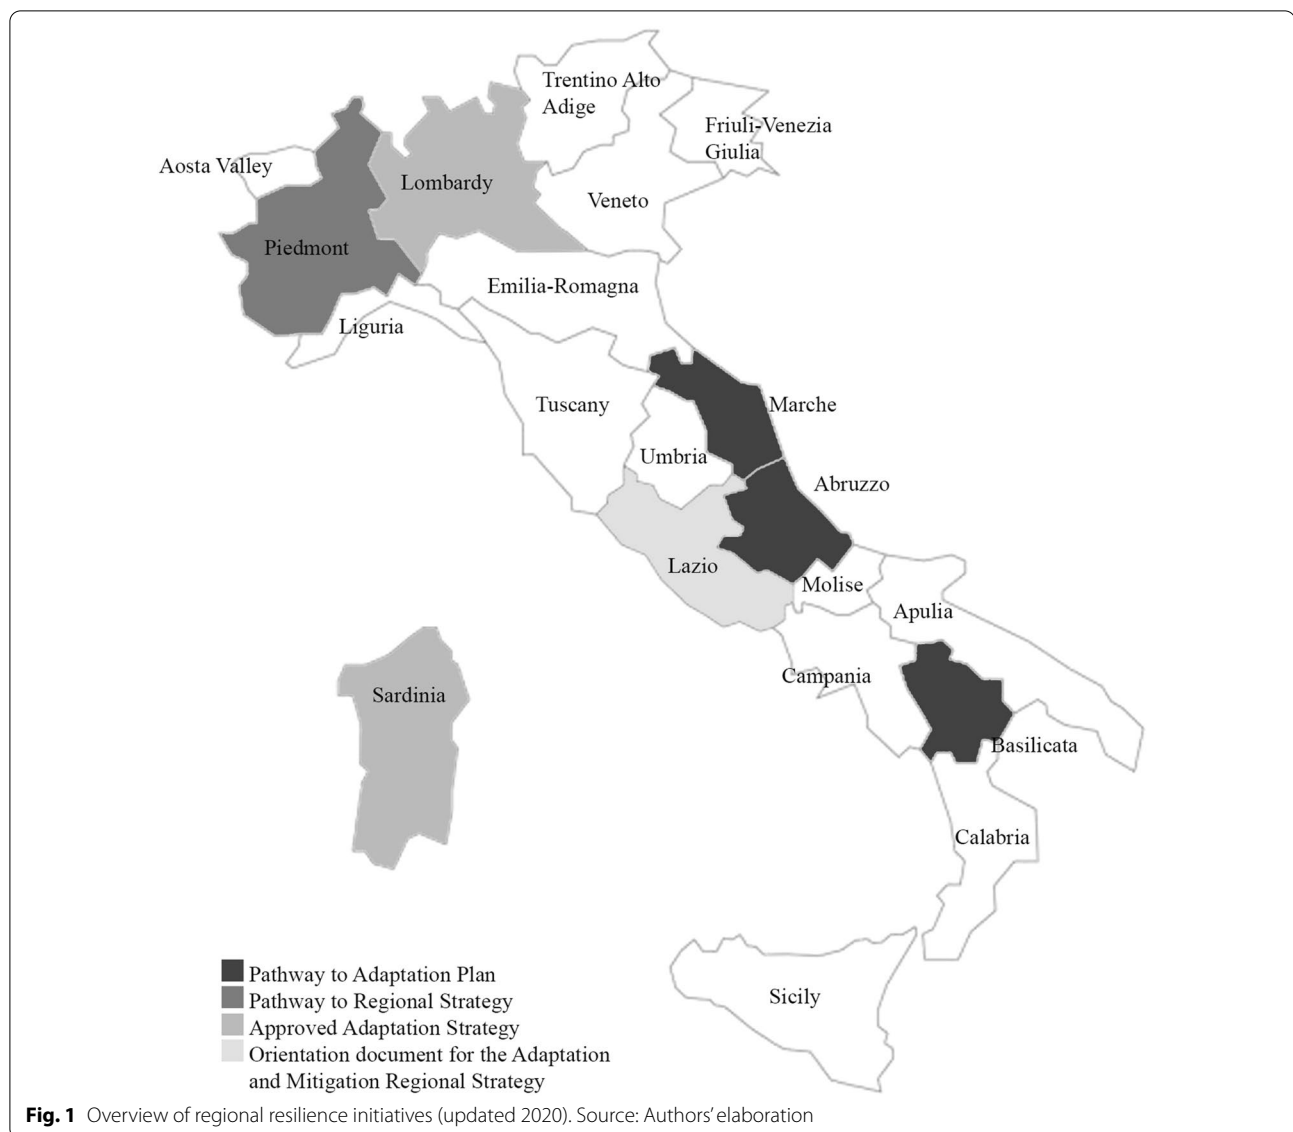 Trentino Alto
Adige
Friuli-Venezia
Giulia
Aosta Valley
Lombardy
Veneto
Piedmont
Emilia-Romagna
Liguria
Tuscany
Marche
Umbria
Abruzzo
Lazio
Molise
Apulia
Campania
Sardinia
Basilicata
Calabria
Sicily
Pathway to Adaptation Plan
Pathway to Regional Strategy
Approved Adaptation Strategy
Orientation document for the Adaptation
and Mitigation Regional Strategy
Fig. 1 Overview of regional resilience initiatives (updated 2020). Source: Authors’ elaboration